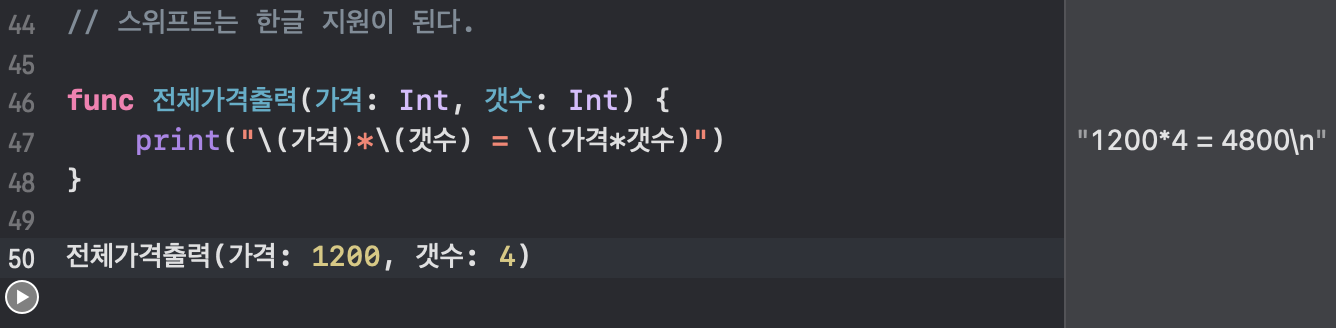 44 // 스위프트는 한글 지원이 된다.
45
46 func 전체가격출력(가격: Int, 갯수: Int) {
47     print("\(가격)*\(갯수) = \(가격*갯수)")
"1200*4 = 4800\n"
48 }
49
50 전체가격출력(가격: 1200, 갯수: 4)